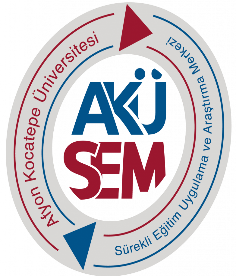 Afyon Kocatepe Üniversitesi
AKÜ
SEM
Sürekli Eğitim Uygulama ve Araştırma Merkezi